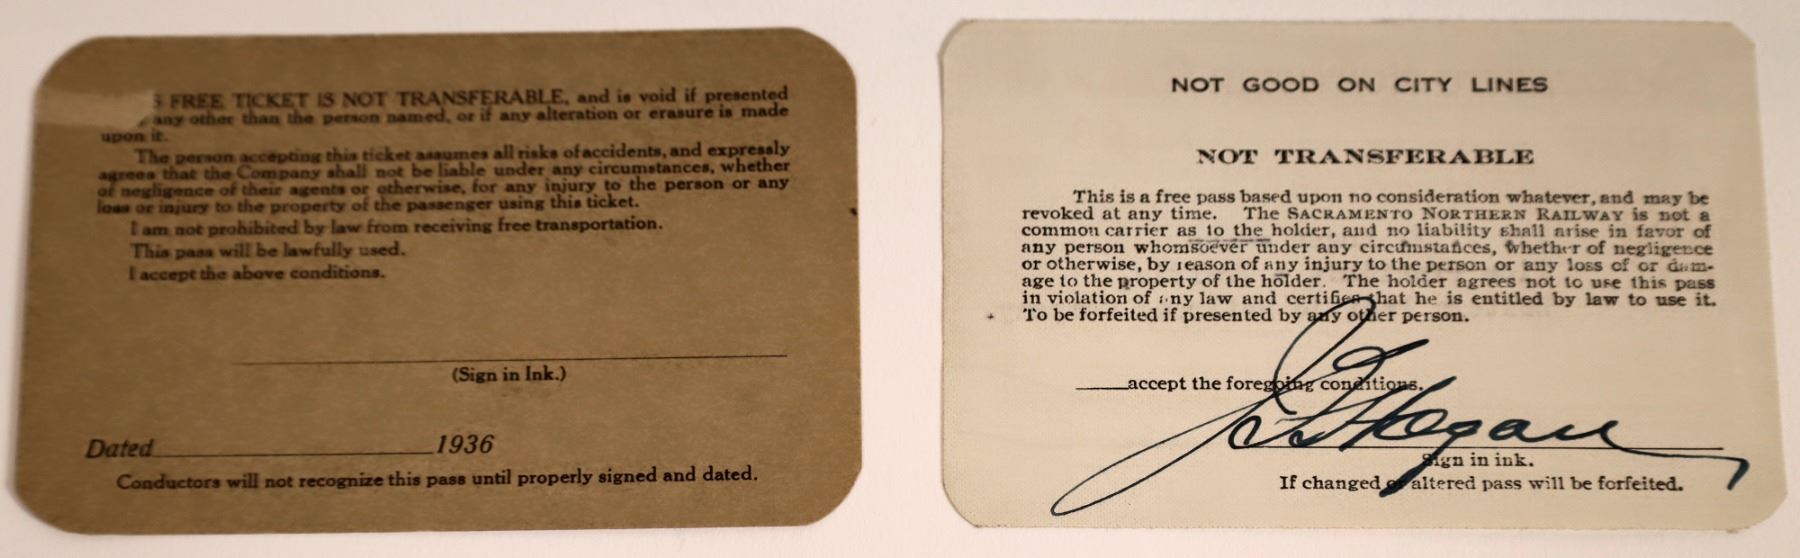 S FREE TICKET IS NOT TRANSFERABLE, and is void if presented
any other than the person named, or if any alteration or erasure is made
upon it.
The person accepting this ticket assumes all risks of accidents, and expressly
agrees that the Company shall not be liable under any circumstances, whether
of negligence of their agents or otherwise, for any injury to the person or any
loss or injury to the property of the passenger using this ticket.
I am not prohibited by law from receiving free transportation.
This pass will be lawfully used.
I accept the above conditions.
(Sign in Ink.)
Dated 1936
Conductors will not recognize this pass until properly signed and dated.
NOT GOOD ON CITY LINES
NOT TRANSFERABLE
This is a free pass based upon no consideration whatever, and may be
revoked at any time. The SACRAMENTO NORTHERN RAILWAY is not a
common carrier as to the holder, and no liability shall arise in favor of
any person whomsoever under any circumstances, whether of negligence
or otherwise, by reason of any injury to the person or any loss of or dam-
age to the property of the holder. The holder agrees not to use this pass
in violation of any law and certifies that he is entitled by law to use it.
To be forfeited if presented by any other person.
accept the foregoing conditions.
Hogan
Sign in ink.
If changed or altered pass will be forfeited.